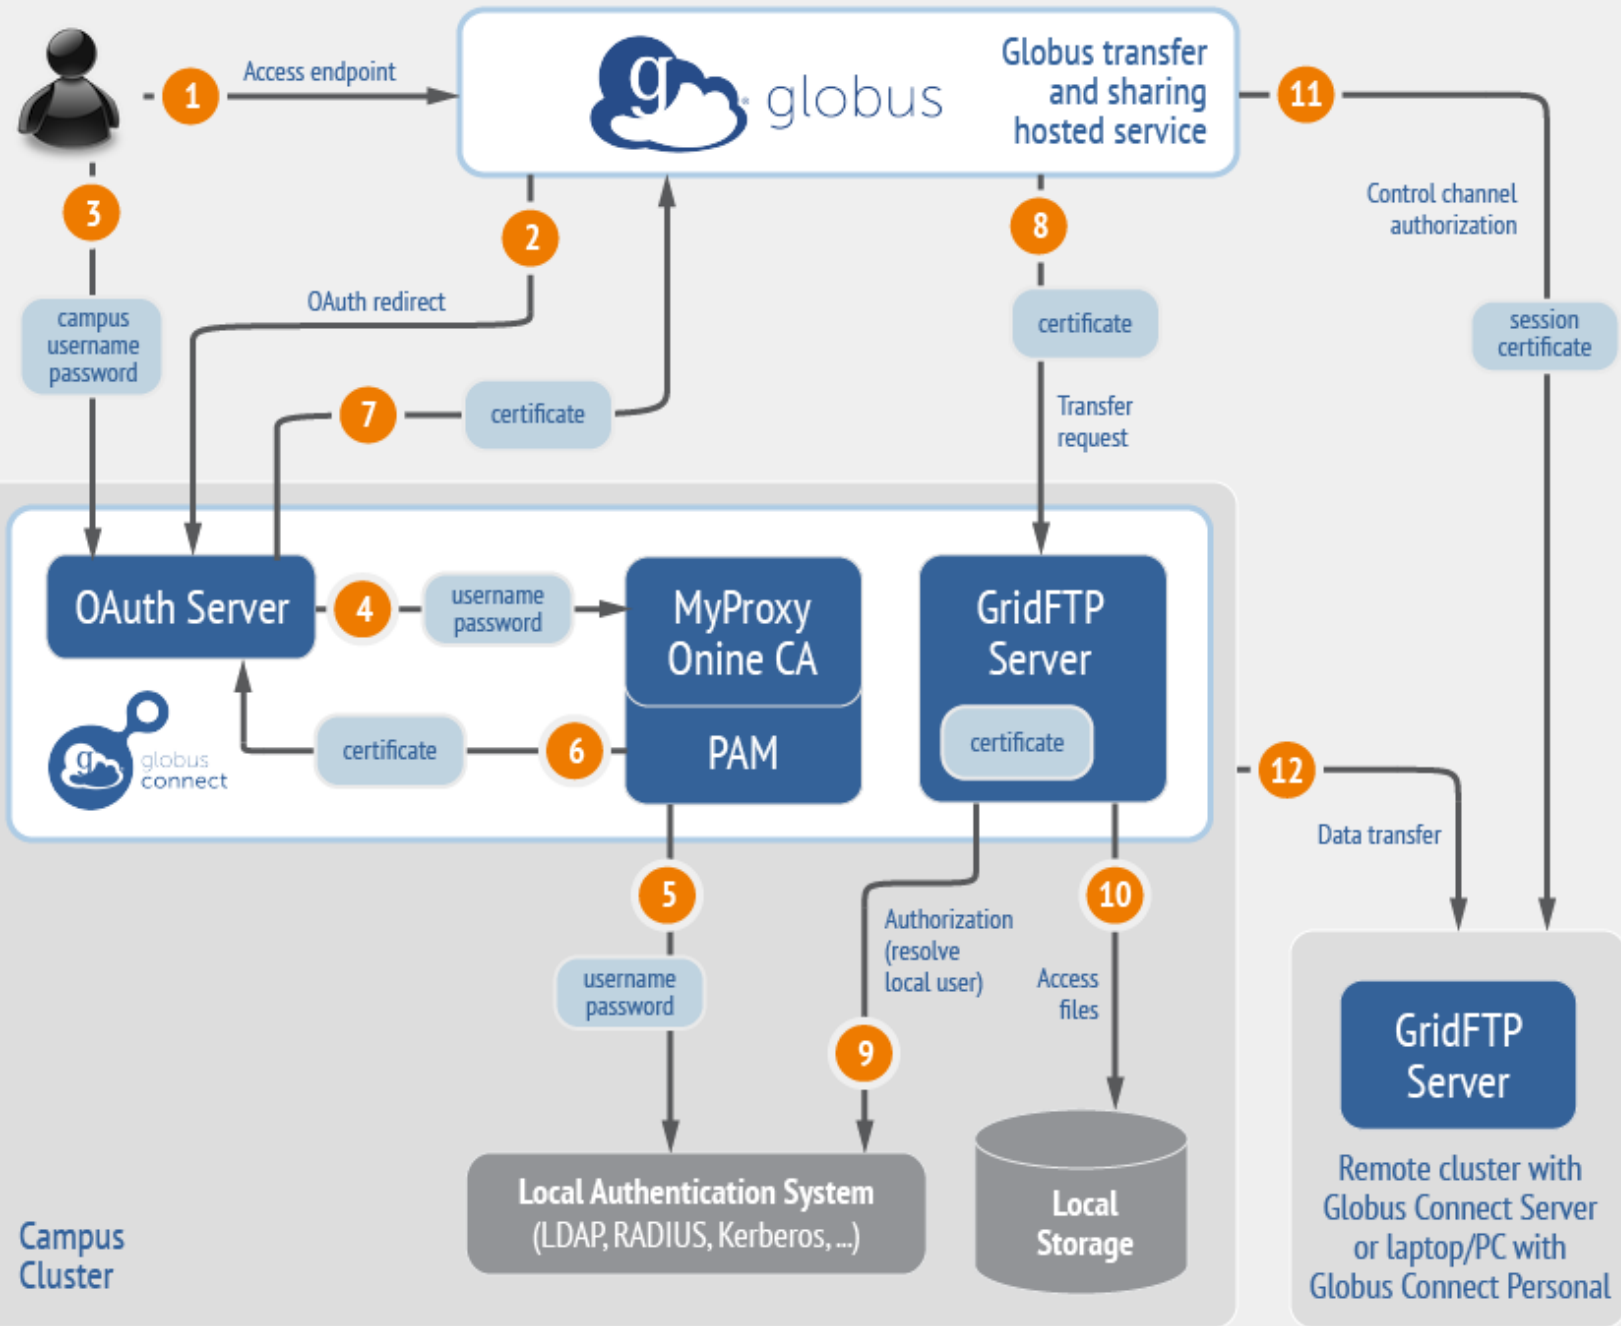 1
Access endpoint
g globus
Globus transfer
and sharing
hosted service
11
3
2
8
Control channel
authorization
OAuth redirect
campus
username
password
certificate
session
certificate
7
certificate
Transfer
request
OAuth Server
4
username
password
MyProxy
Onine CA
GridFTP
Server
g globus
connect
certificate
6
PAM
certificate
12
Data transfer
5
10
Authorization
(resolve
local user)
username
password
Access
files
9
GridFTP
Server
Local Authentication System
(LDAP, RADIUS, Kerberos, ...)
Local
Storage
Remote cluster with
Globus Connect Server
or laptop/PC with
Globus Connect Personal
Campus
Cluster